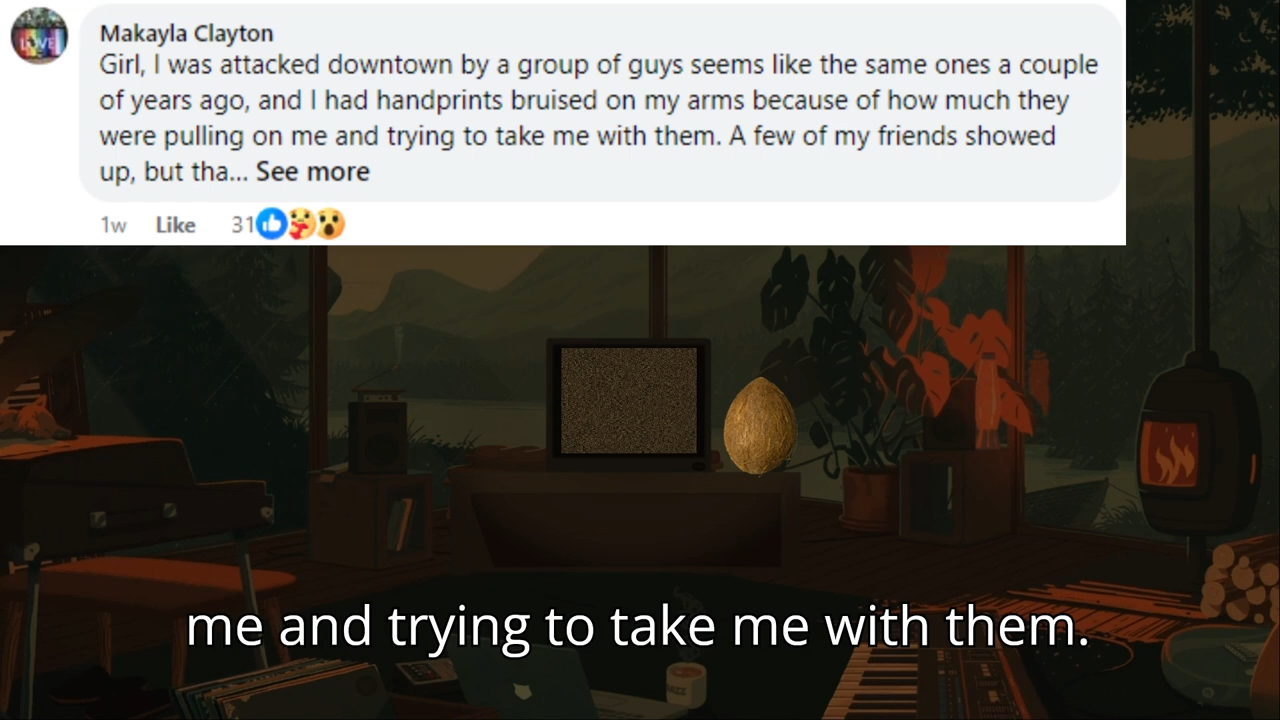 LOVE
Makayla Clayton
Girl, I was attacked downtown by a group of guys seems like the same ones a couple
of years ago, and I had handprints bruised on my arms because of how much they
were pulling on me and trying to take me with them. A few of my friends showed
up, but tha... See more
1w Like 31
me and trying to take me with them.
JAZZ